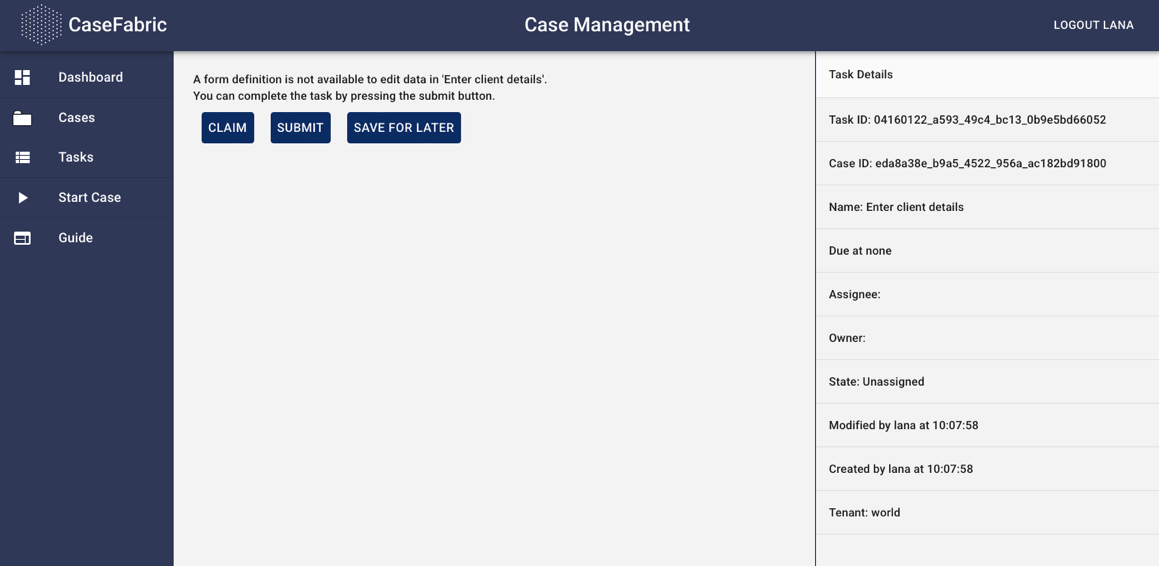 CaseFabric
Case Management
LOGOUT LANA
Dashboard
Cases
Tasks
Start Case
Guide
A form definition is not available to edit data in 'Enter client details'.
You can complete the task by pressing the submit button.
CLAIM
SUBMIT
SAVE FOR LATER
Task Details
Task ID: 04160122_a593_49c4_bc13_0b9e5bd66052
Case ID: eda8a38e_b9a5_4522_956a_ac182bd91800
Name: Enter client details
Due at none
Assignee:
Owner:
State: Unassigned
Modified by lana at 10:07:58
Created by lana at 10:07:58
Tenant: world